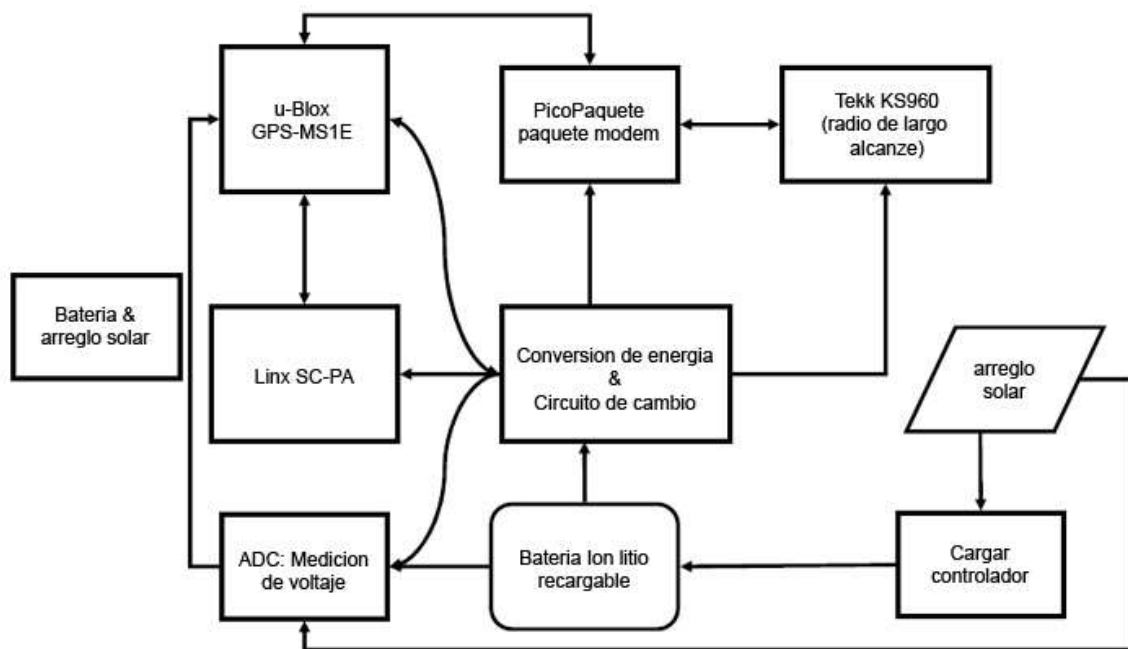 u-Blox
GPS-MS1E
PicoPaquete
paquete modem
Tekk KS960
(radio de largo
alcanze)
Bateria &
arreglo solar
Linx SC-PA
Conversion de energia
&
Circuito de cambio
arreglo
solar
ADC: Medicion
de voltaje
Bateria Ion litio
recargable
Cargar
controlador